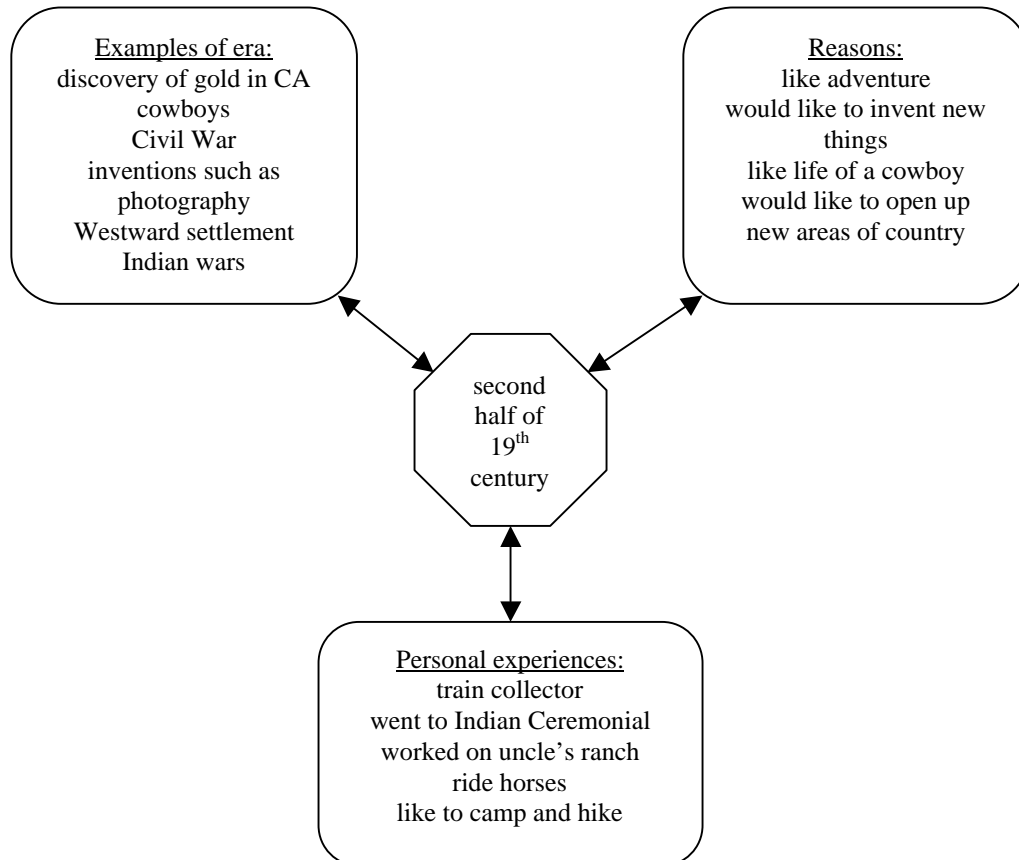 Examples of era:
discovery of gold in CA
cowboys
Civil War
inventions such as
photography
Westward settlement
Indian wars
Reasons:
like adventure
would like to invent new
things
like life of a cowboy
would like to open up
new areas of country
second
half of
19th
century
Personal experiences:
train collector
went to Indian Ceremonial
worked on uncle's ranch
ride horses
like to camp and hike